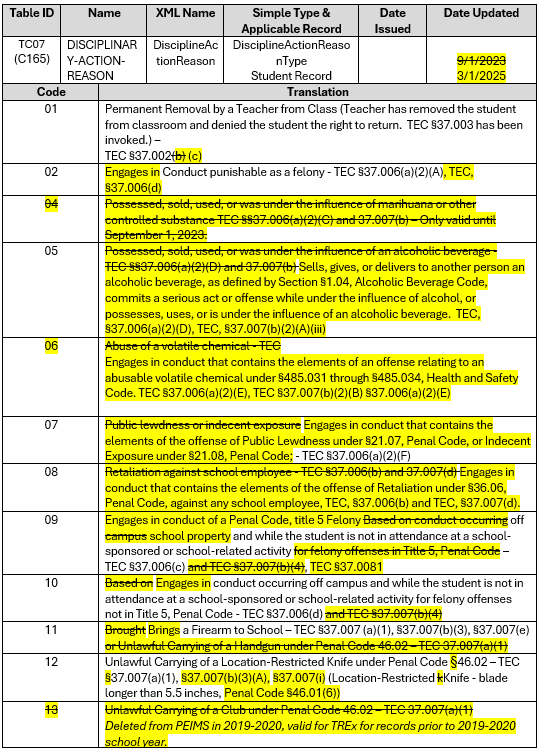 Table ID Name XML Name Simple Type & Applicable Record Date Issued Date Updated
TC07 (C165) DISCIPLINARY-ACTION-REASON DisciplineActionReason DisciplineActionReasonType Student Record 9/1/2023 3/1/2025
Code Translation
01 Permanent Removal by a Teacher from Class (Teacher has removed the student
from classroom and denied the student the right to return. TEC §37.003 has been
invoked.) –
TEC §37.002(b) (c)
02 Engages in Conduct punishable as a felony - TEC §37.006(a)(2)(A), TEC,
§37.006(d)
04 Possessed, sold, used, or was under the influence of marihuana or other
controlled substance TEC §§37.006(a)(2)(C) and 37.007(b) – Only valid until
September 1, 2023.
05 Possessed, sold, used, or was under the influence of an alcoholic beverage -
TEC §§37.006(a)(2)(D) and 37.007(b) Sells, gives, or delivers to another person an
alcoholic beverage, as defined by Section §1.04, Alcoholic Beverage Code,
commits a serious act or offense while under the influence of alcohol, or
possesses, uses, or is under the influence of an alcoholic beverage. TEC,
§37.006(a)(2)(D), TEC, §37.007(b)(2)(A)(iii)
06 Abuse of a volatile chemical - TEC
Engages in conduct that contains the elements of an offense relating to an
abusable volatile chemical under §485.031 through §485.034, Health and Safety
Code. TEC §37.006(a)(2)(E), TEC, §37.007(b)(2)(B) §37.006(a)(2)(E)
07 Public lewdness or indecent exposure Engages in conduct that contains the
elements of the offense of Public Lewdness under §21.07, Penal Code, or Indecent
Exposure under §21.08, Penal Code; - TEC §37.006(a)(2)(F)
08 Retaliation against school employee - TEC §37.006(b) and 37.007(d) Engages in
conduct that contains the elements of the offense of Retaliation under §36.06,
Penal Code, against any school employee, TEC, §37.006(b) and TEC, §37.007(d).
09 Engages in conduct of a Penal Code, title 5 Felony Based on conduct occurring off
campus school property and while the student is not in attendance at a school-
sponsored or school-related activity for felony offenses in Title 5, Penal Code –
TEC §37.006(c) and TEC §37.007(b)(4), TEC §37.0081
10 Based on Engages in conduct occurring off campus and while the student is not in
attendance at a school-sponsored or school-related activity for felony offenses
not in Title 5, Penal Code - TEC §37.006(d) and TEC §37.007(b)(4)
11 Brought Brings a Firearm to School – TEC §37.007 (a)(1), §37.007(b)(3), §37.007(e)
or Unlawful Carrying of a Handgun under Penal Code 46.02 – TEC 37.007(a)(1)
12 Unlawful Carrying of a Location-Restricted Knife under Penal Code §46.02 – TEC
§37.007(a)(1), §37.007(b)(3)(A), §37.007(i) (Location-Restricted kKnife - blade
longer than 5.5 inches, Penal Code §46.01(6))
13 Unlawful Carrying of a Club under Penal Code 46.02 – TEC 37.007(a)(1)
Deleted from PEIMS in 2019-2020, valid for TREx for records prior to 2019-2020
school year.